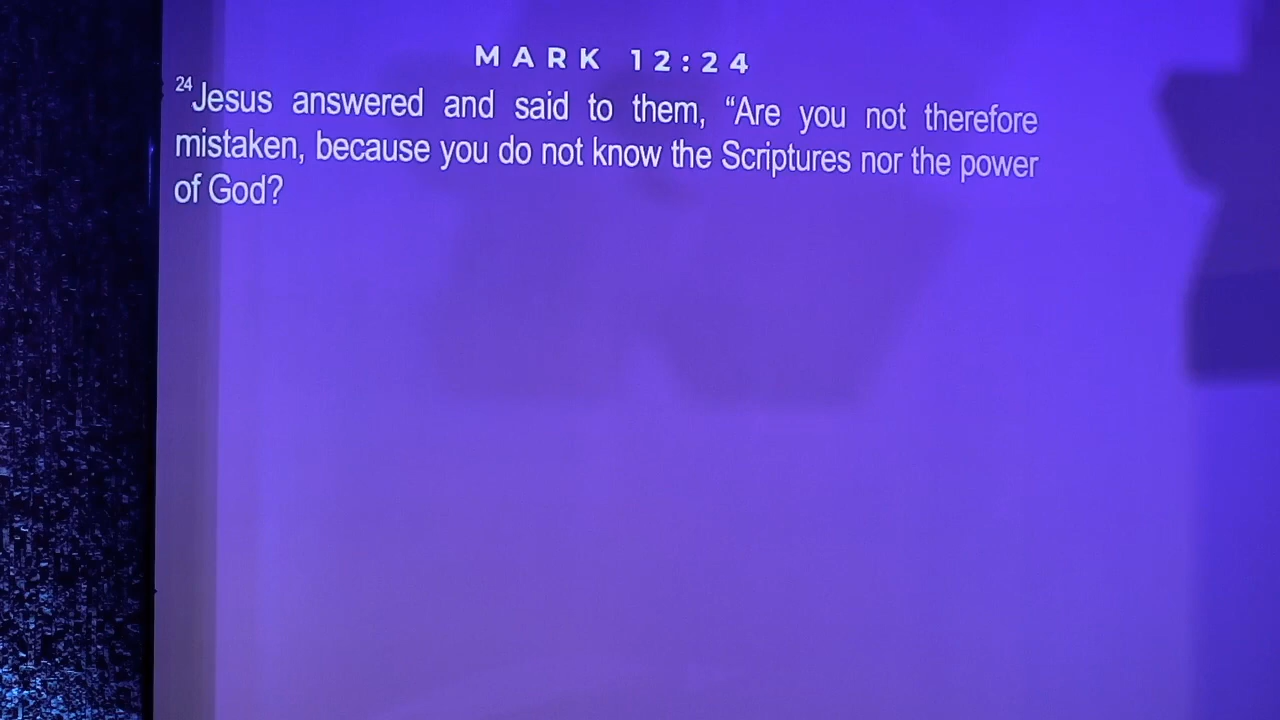 MARK 12:24
24Jesus answered and said to them, “Are you not therefore
mistaken, because you do not know the Scriptures nor the power
of God?